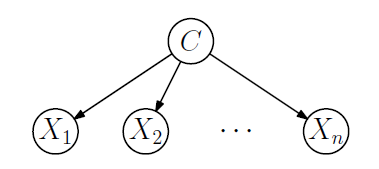 C
X₁ X₂ ⋯ Xₙ